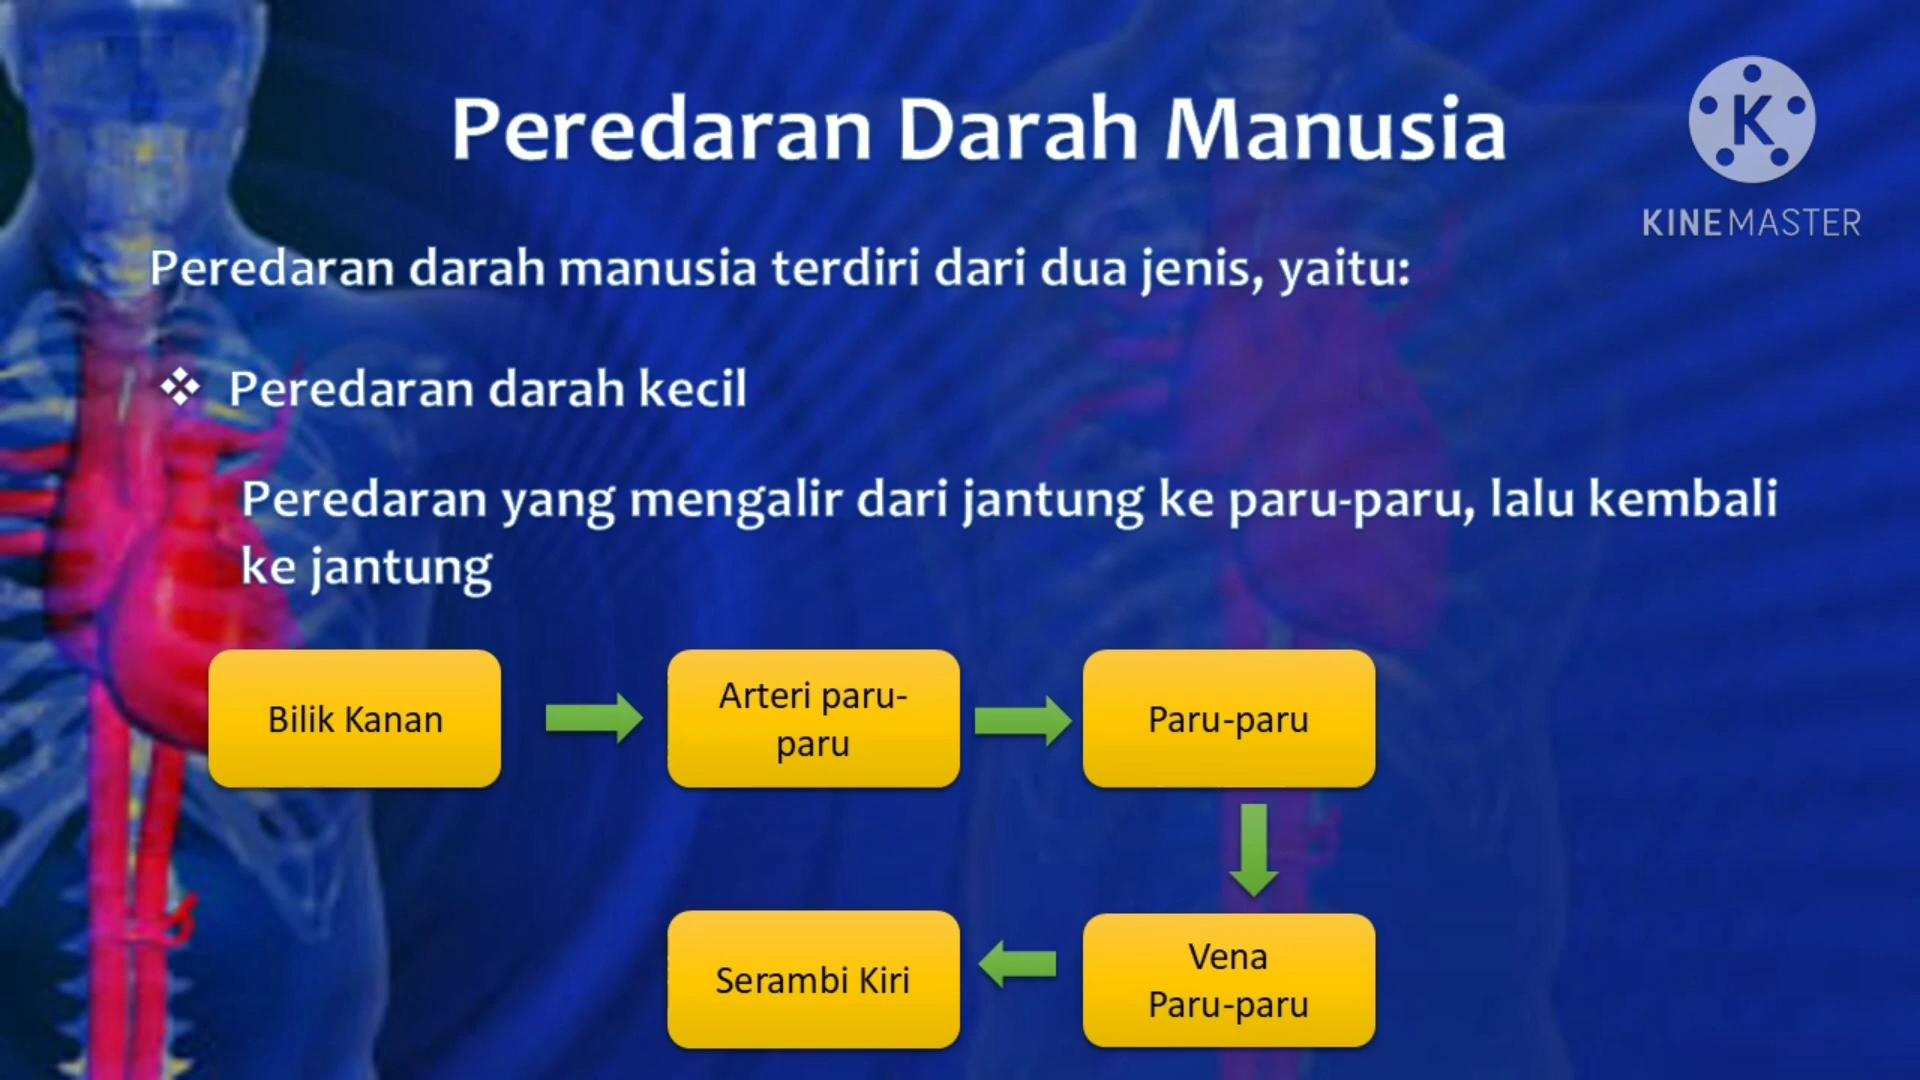 Peredaran Darah Manusia
K
KINEMASTER
Peredaran darah manusia terdiri dari dua jenis, yaitu:
❖ Peredaran darah kecil
Peredaran yang mengalir dari jantung ke paru-paru, lalu kembali
ke jantung
Bilik Kanan
Arteri paru-
paru
Paru-paru
Vena
Paru-paru
Serambi Kiri